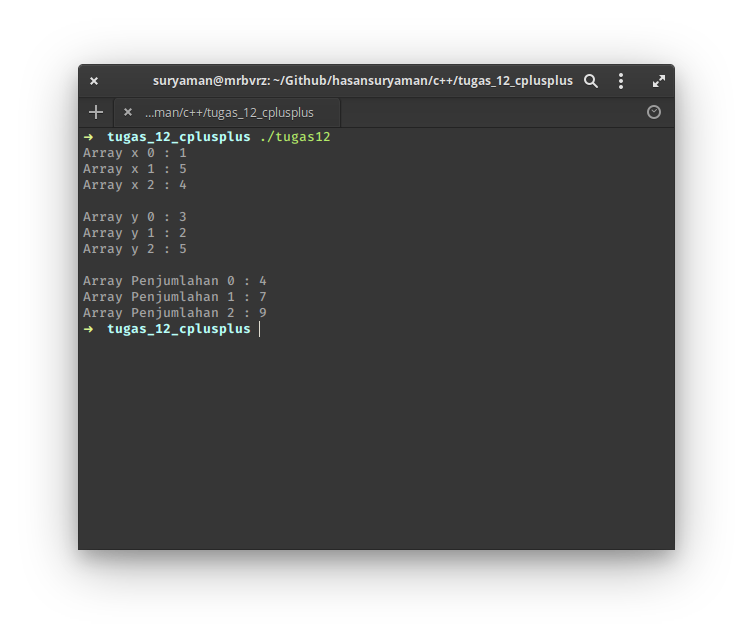 suryaman@mrbvrz: ~/Github/hasansuryaman/c++/tugas_12_cplusplus
...man/c++/tugas_12_cplusplus
➜ tugas_12_cplusplus ./tugas12
Array x 0 : 1
Array x 1 : 5
Array x 2 : 4
Array y 0 : 3
Array y 1 : 2
Array y 2 : 5
Array Penjumlahan 0 : 4
Array Penjumlahan 1 : 7
Array Penjumlahan 2 : 9
➜ tugas_12_cplusplus